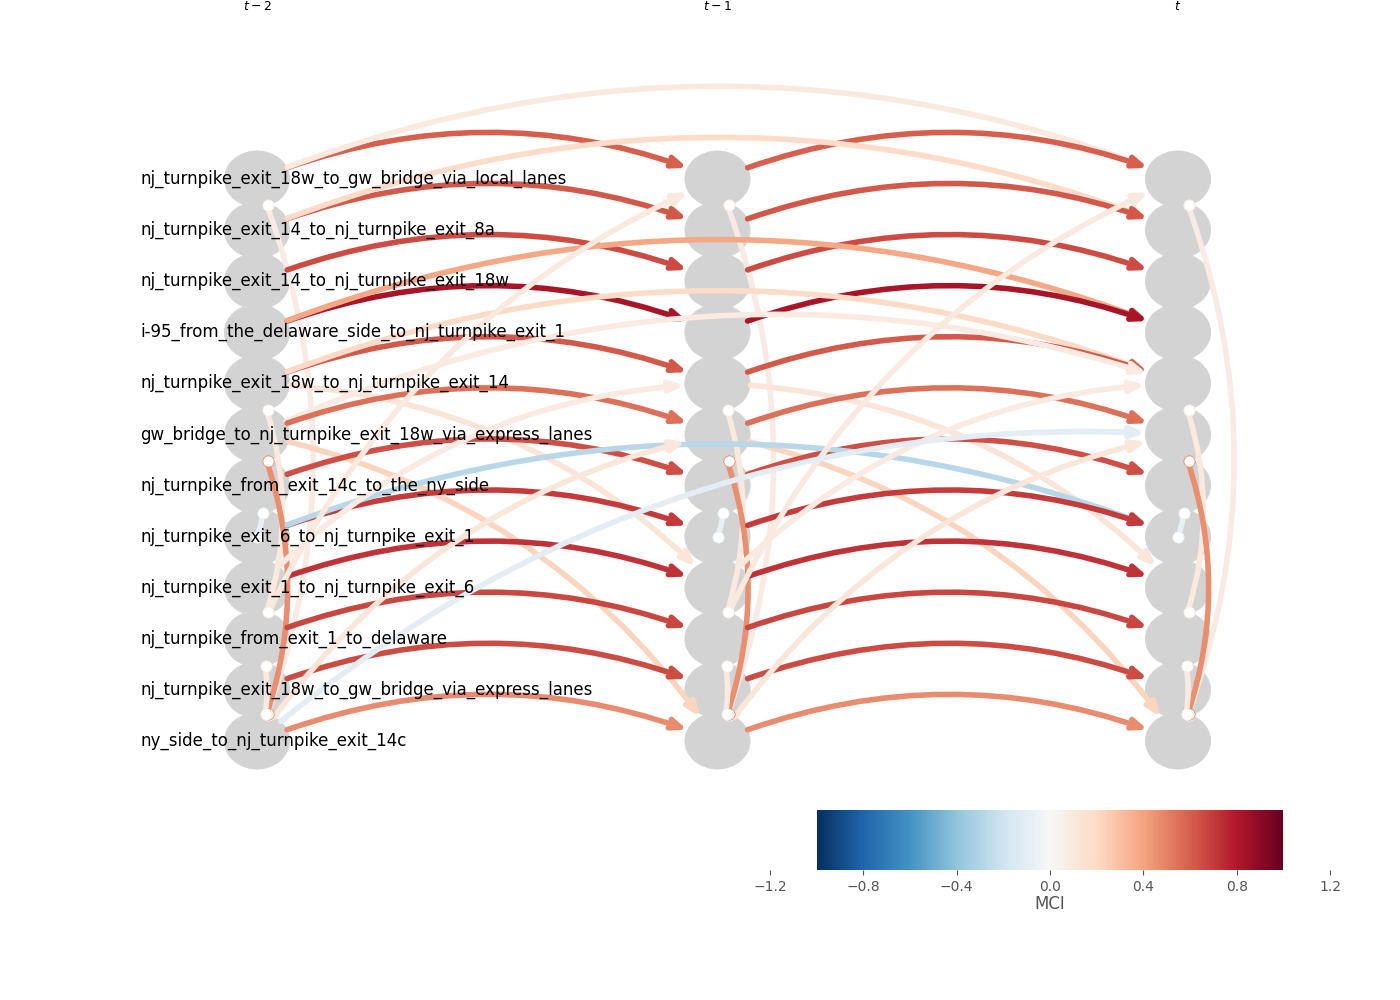 t − 2 t − 1 t
nj_turnpike_exit_18w_to_gw_bridge_via_local_lanes
nj_turnpike_exit_14_to_nj_turnpike_exit_8a
nj_turnpike_exit_14_to_nj_turnpike_exit_18w
i-95_from_the_delaware_side_to_nj_turnpike_exit_1
nj_turnpike_exit_18w_to_nj_turnpike_exit_14
gw_bridge_to_nj_turnpike_exit_18w_via_express_lanes
nj_turnpike_from_exit_14c_to_the_ny_side
nj_turnpike_exit_6_to_nj_turnpike_exit_1
nj_turnpike_exit_1_to_nj_turnpike_exit_6
nj_turnpike_from_exit_1_to_delaware
nj_turnpike_exit_18w_to_gw_bridge_via_express_lanes
ny_side_to_nj_turnpike_exit_14c
−1.2 −0.8 −0.4 0.0 0.4 0.8 1.2
MCI